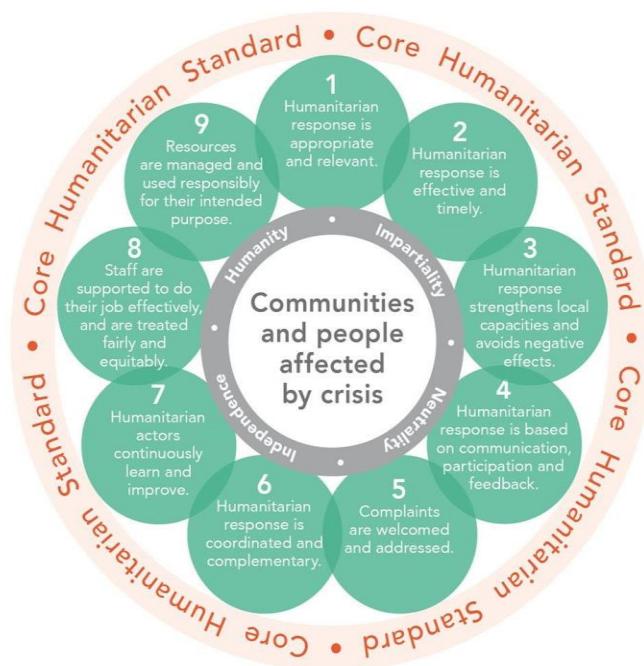 Core Humanitarian Standard • Core Humanitarian Standard • Core Humanitarian Standard • Core Humanitarian Standard •
1
Humanitarian
response is
appropriate
and relevant.
2
Humanitarian
response is
effective and
timely.
3
Humanitarian
response
strengthens local
capacities and
avoids negative
effects.
4
Humanitarian
response is based
on communication,
participation and
feedback.
5
Complaints
are welcomed
and addressed.
6
Humanitarian
response is
coordinated and
complementary.
7
Humanitarian
actors
continuously
learn and
improve.
8
Staff are
supported to do
their job effectively,
and are treated
fairly and
equitably.
9
Resources
are managed and
used responsibly
for their intended
purpose.
Humanity • Impartiality • Neutrality • Independence •
Communities
and people
affected
by crisis